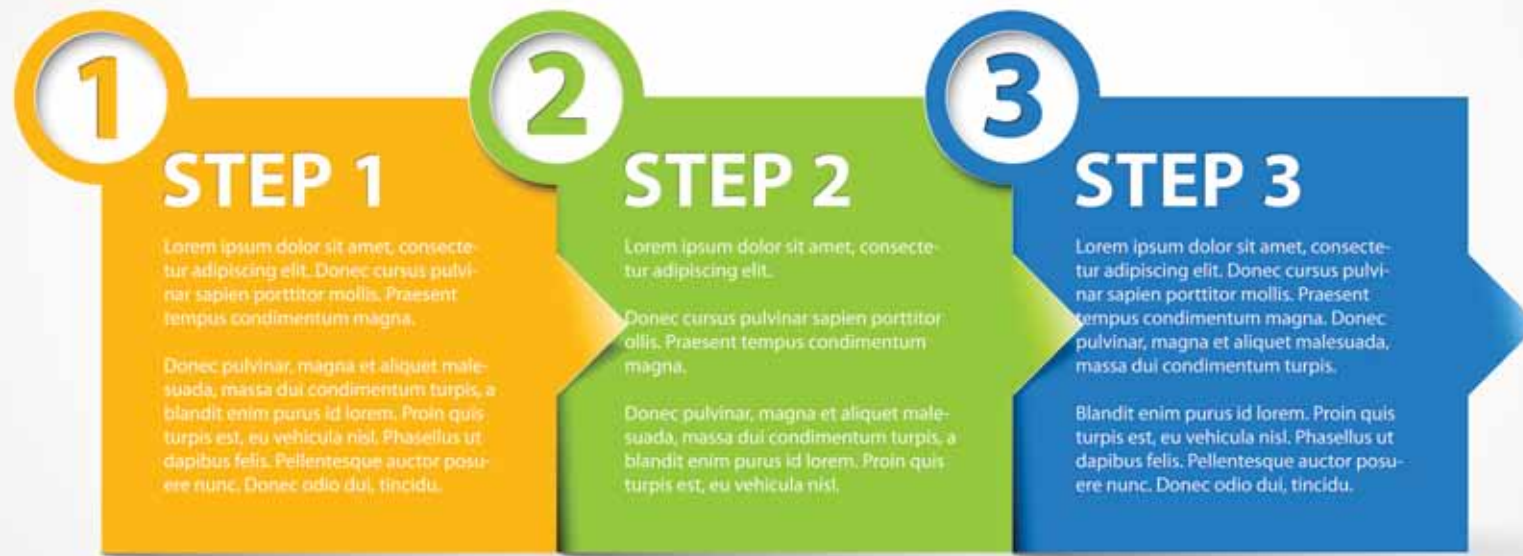 1
STEP 1
Lorem ipsum dolor sit amet, consecte-
tur adipiscing elit. Donec cursus pulvi-
nar sapien porttitor mollis. Praesent
tempus condimentum magna.
Donec pulvinar, magna et aliquet male-
suada, massa dui condimentum turpis, a
blandit enim purus id lorem. Proin quis
turpis est, eu vehicula nisl. Phasellus ut
dapibus felis. Pellentesque auctor posu-
ere nunc. Donec odio dui, tincidu.
2
STEP 2
Lorem ipsum dolor sit amet, consecte-
tur adipiscing elit.
Donec cursus pulvinar sapien porttitor
ollis. Praesent tempus condimentum
magna.
Donec pulvinar, magna et aliquet male-
suada, massa dui condimentum turpis, a
blandit enim purus id lorem. Proin quis
turpis est, eu vehicula nisl.
3
STEP 3
Lorem ipsum dolor sit amet, consecte-
tur adipiscing elit. Donec cursus pulvi-
nar sapien porttitor mollis. Praesent
tempus condimentum magna. Donec
pulvinar, magna et aliquet malesuada,
massa dui condimentum turpis.
Blandit enim purus id lorem. Proin quis
turpis est, eu vehicula nisl. Phasellus ut
dapibus felis. Pellentesque auctor posu-
ere nunc. Donec odio dui, tincidu.